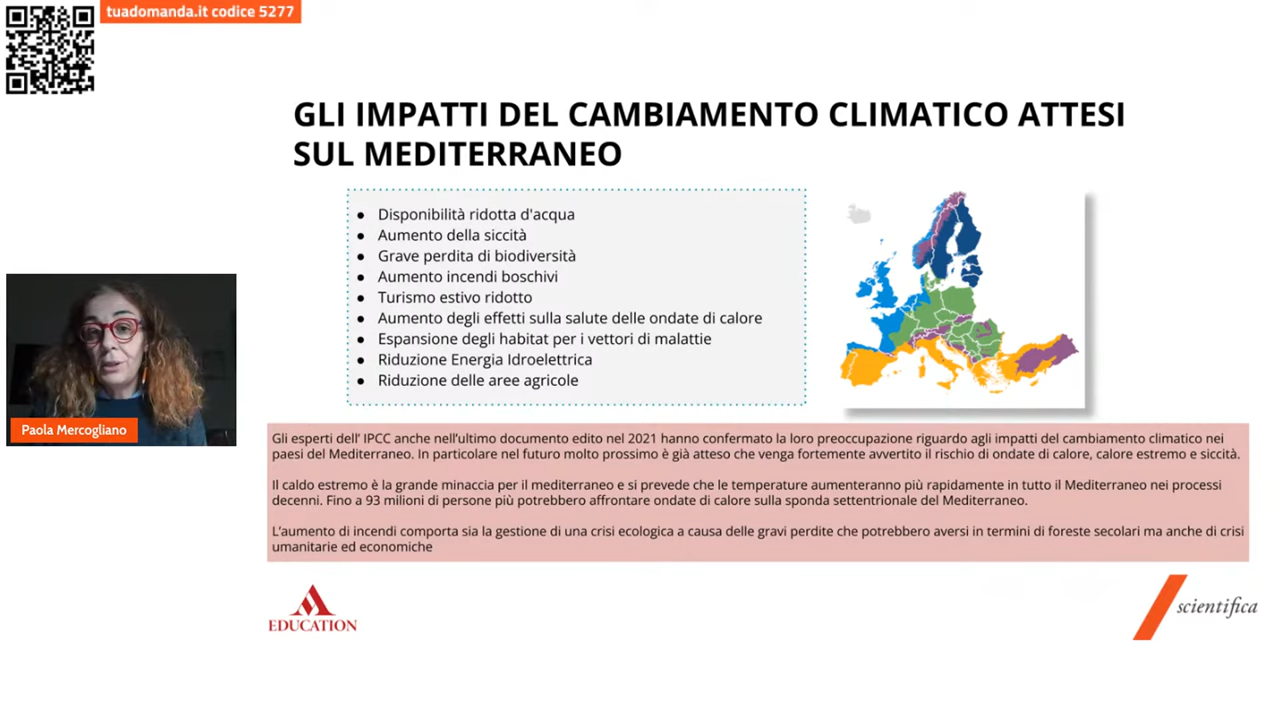 tuadomanda.it codice 5277
GLI IMPATTI DEL CAMBIAMENTO CLIMATICO ATTESI
SUL MEDITERRANEO
● Disponibilità ridotta d'acqua
● Aumento della siccità
● Grave perdita di biodiversità
● Aumento incendi boschivi
● Turismo estivo ridotto
● Aumento degli effetti sulla salute delle ondate di calore
● Espansione degli habitat per i vettori di malattie
● Riduzione Energia Idroelettrica
● Riduzione delle aree agricole
Paola Mercogliano
Gli esperti dell' IPCC anche nell'ultimo documento edito nel 2021 hanno confermato la loro preoccupazione riguardo agli impatti del cambiamento climatico nei
paesi del Mediterraneo. In particolare nel futuro molto prossimo è già atteso che venga fortemente avvertito il rischio di ondate di calore, calore estremo e siccità.
Il caldo estremo è la grande minaccia per il mediterraneo e si prevede che le temperature aumenteranno più rapidamente in tutto il Mediterraneo nei processi
decenni. Fino a 93 milioni di persone più potrebbero affrontare ondate di calore sulla sponda settentrionale del Mediterraneo.
L'aumento di incendi comporta sia la gestione di una crisi ecologica a causa delle gravi perdite che potrebbero aversi in termini di foreste secolari ma anche di crisi
umanitarie ed economiche
EDUCATION
scientifica